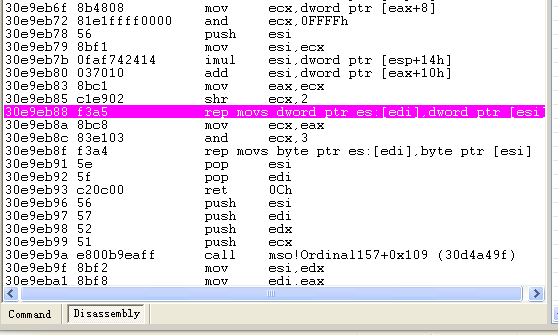 30e9eb6f 8b4808 mov ecx,dword ptr [eax+8]
30e9eb72 81e1ffff0000 and ecx,0FFFFh
30e9eb78 56 push esi
30e9eb79 8bf1 mov esi,ecx
30e9eb7b 0faf742414 imul esi,dword ptr [esp+14h]
30e9eb80 037010 add esi,dword ptr [eax+10h]
30e9eb83 8bc1 mov eax,ecx
30e9eb85 c1e902 shr ecx,2
30e9eb88 f3a5 rep movs dword ptr es:[edi],dword ptr [esi
30e9eb8a 8bc8 mov ecx,eax
30e9eb8c 83e103 and ecx,3
30e9eb8f f3a4 rep movs byte ptr es:[edi],byte ptr [esi]
30e9eb91 5e pop esi
30e9eb92 5f pop edi
30e9eb93 c20c00 ret 0Ch
30e9eb96 56 push esi
30e9eb97 57 push edi
30e9eb98 52 push edx
30e9eb99 51 push ecx
30e9eb9a e800b9eaff call mso!Ordinal157+0x109 (30d4a49f)
30e9eb9f 8bf2 mov esi,edx
30e9eba1 8bf8 mov edi,eax
Command Disassembly